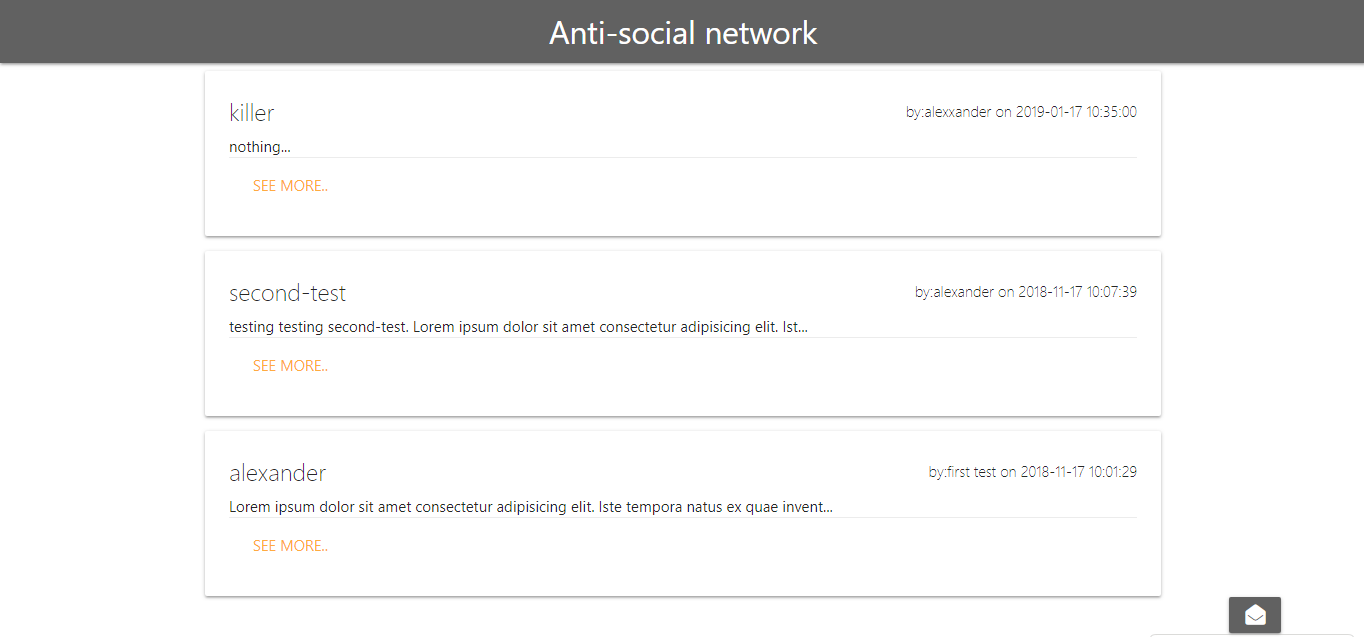 Anti-social network
killer
by:alexxander on 2019-01-17 10:35:00
nothing...
SEE MORE..
second-test
by:alexander on 2018-11-17 10:07:39
testing testing second-test. Lorem ipsum dolor sit amet consectetur adipisicing elit. Ist...
SEE MORE..
alexander
by:first test on 2018-11-17 10:01:29
Lorem ipsum dolor sit amet consectetur adipisicing elit. Iste tempora natus ex quae invent...
SEE MORE..